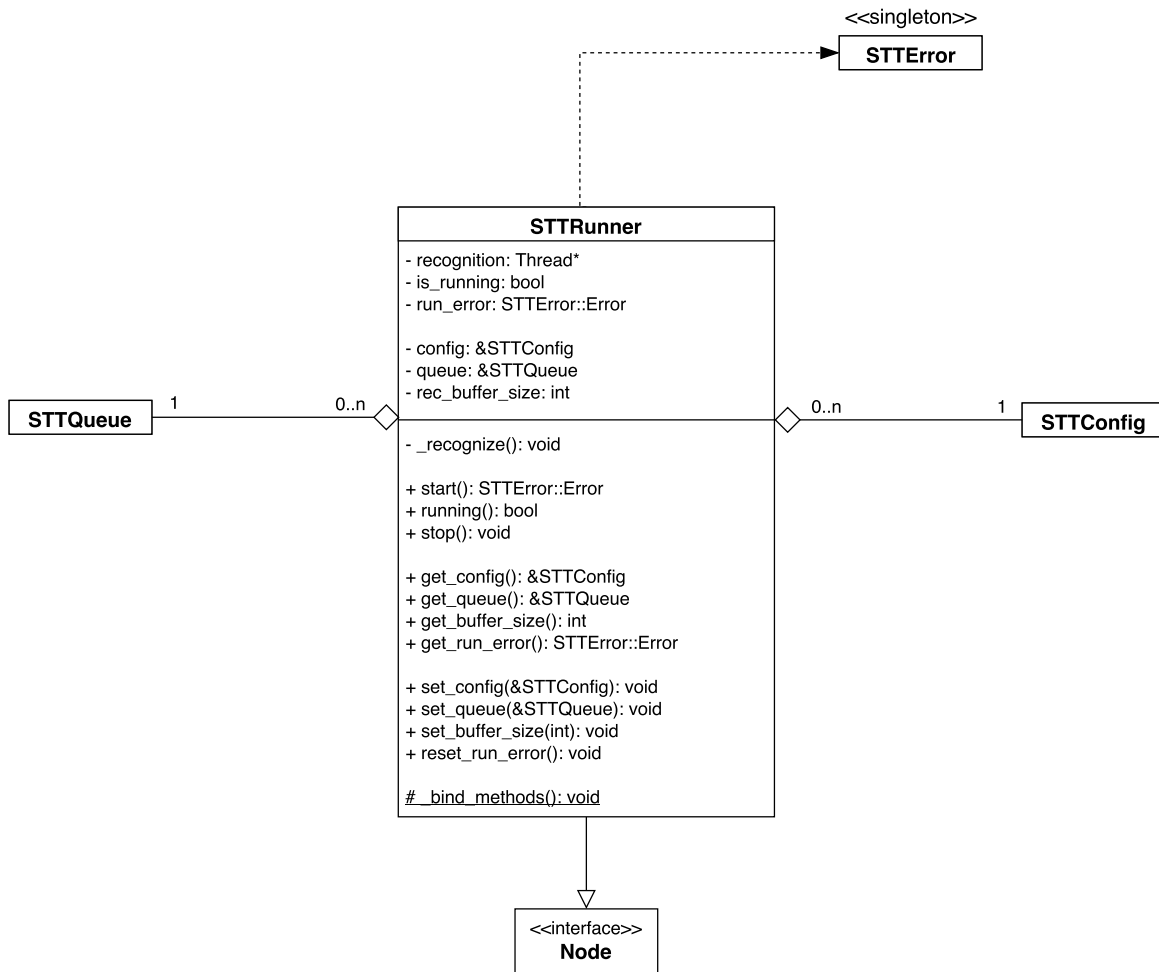 <<singleton>>
STTError
STTRunner
- recognition: Thread*
- is_running: bool
- run_error: STTError::Error
- config: &STTConfig
- queue: &STTQueue
- rec_buffer_size: int
STTQueue
1
0..n
0..n
1
STTConfig
- _recognize(): void
+ start(): STTError::Error
+ running(): bool
+ stop(): void
+ get_config(): &STTConfig
+ get_queue(): &STTQueue
+ get_buffer_size(): int
+ get_run_error(): STTError::Error
+ set_config(&STTConfig): void
+ set_queue(&STTQueue): void
+ set_buffer_size(int): void
+ reset_run_error(): void
# _bind_methods(): void
<<interface>>
Node